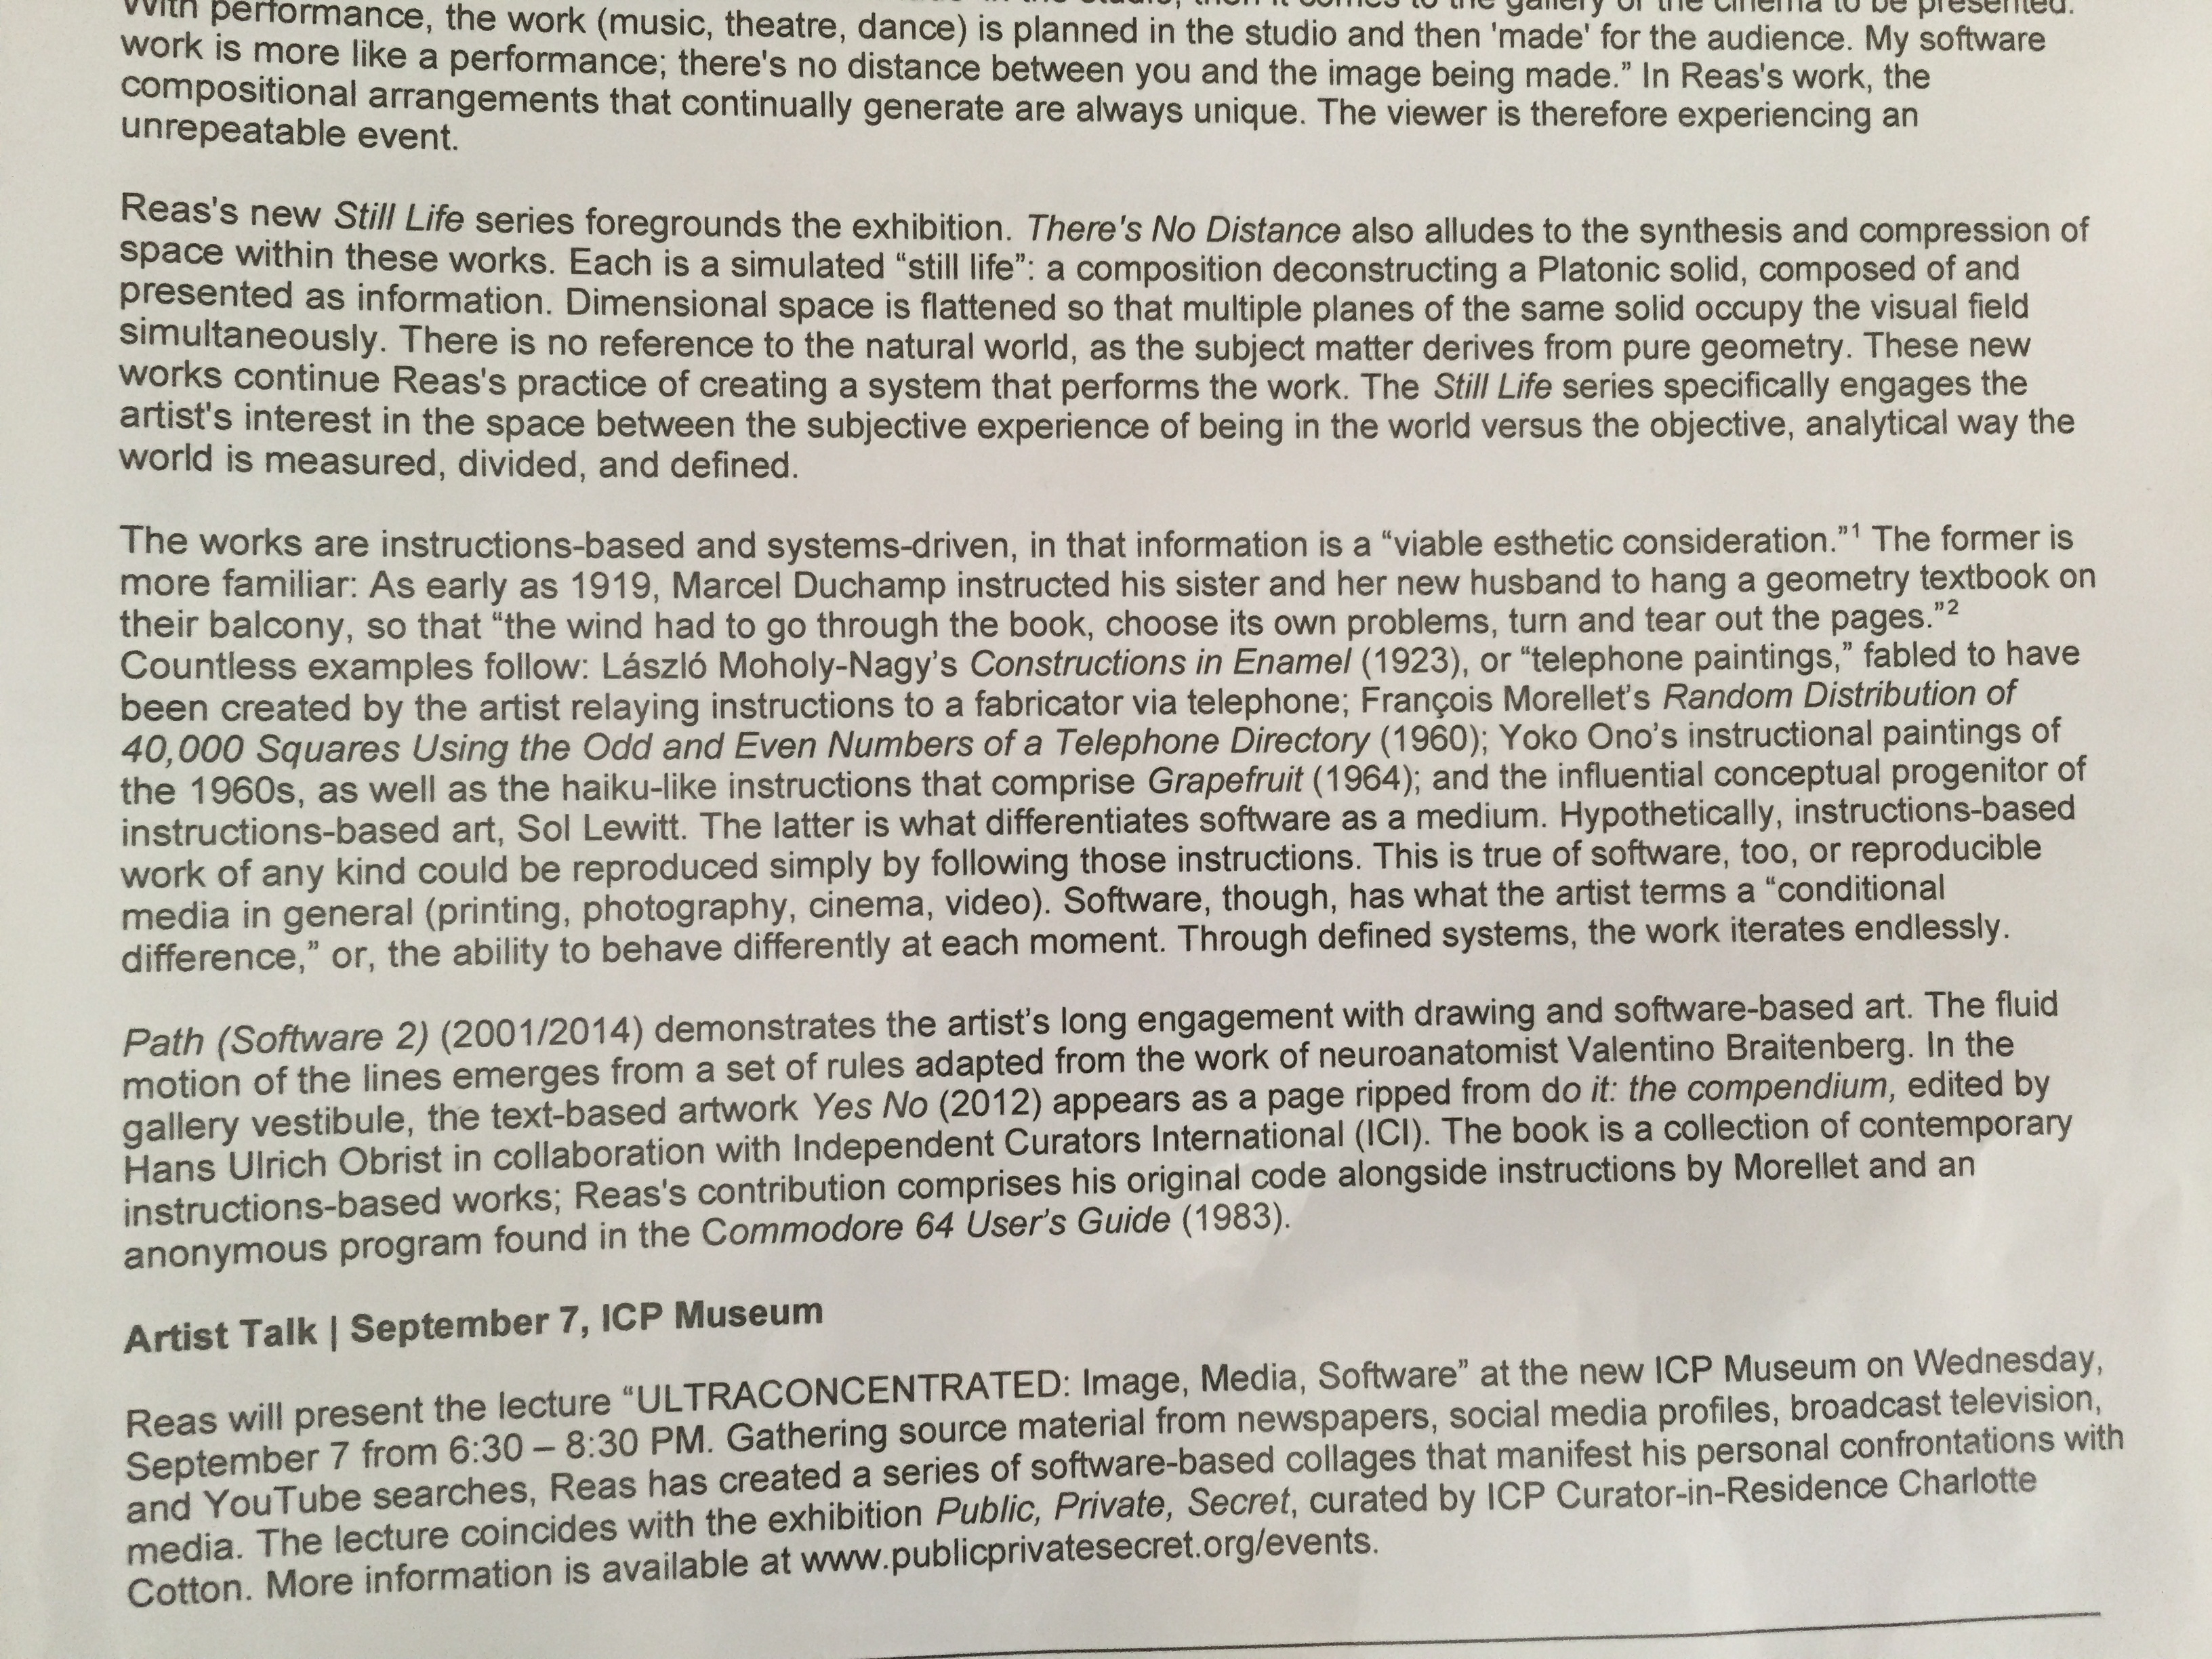 With performance, the work (music, theatre, dance) is planned in the studio and then 'made' for the audience. My software
work is more like a performance; there's no distance between you and the image being made.” In Reas's work, the
compositional arrangements that continually generate are always unique. The viewer is therefore experiencing an
unrepeatable event.
Reas's new Still Life series foregrounds the exhibition. There's No Distance also alludes to the synthesis and compression of
space within these works. Each is a simulated “still life”: a composition deconstructing a Platonic solid, composed of and
presented as information. Dimensional space is flattened so that multiple planes of the same solid occupy the visual field
simultaneously. There is no reference to the natural world, as the subject matter derives from pure geometry. These new
works continue Reas's practice of creating a system that performs the work. The Still Life series specifically engages the
artist's interest in the space between the subjective experience of being in the world versus the objective, analytical way the
world is measured, divided, and defined.
The works are instructions-based and systems-driven, in that information is a “viable esthetic consideration.”1 The former is
more familiar: As early as 1919, Marcel Duchamp instructed his sister and her new husband to hang a geometry textbook on
their balcony, so that “the wind had to go through the book, choose its own problems, turn and tear out the pages.”2
Countless examples follow: László Moholy-Nagy’s Constructions in Enamel (1923), or “telephone paintings,” fabled to have
been created by the artist relaying instructions to a fabricator via telephone; François Morellet's Random Distribution of
40,000 Squares Using the Odd and Even Numbers of a Telephone Directory (1960); Yoko Ono’s instructional paintings of
the 1960s, as well as the haiku-like instructions that comprise Grapefruit (1964); and the influential conceptual progenitor of
instructions-based art, Sol Lewitt. The latter is what differentiates software as a medium. Hypothetically, instructions-based
work of any kind could be reproduced simply by following those instructions. This is true of software, too, or reproducible
media in general (printing, photography, cinema, video). Software, though, has what the artist terms a “conditional
difference,” or, the ability to behave differently at each moment. Through defined systems, the work iterates endlessly.
Path (Software 2) (2001/2014) demonstrates the artist’s long engagement with drawing and software-based art. The fluid
motion of the lines emerges from a set of rules adapted from the work of neuroanatomist Valentino Braitenberg. In the
gallery vestibule, the text-based artwork Yes No (2012) appears as a page ripped from do it: the compendium, edited by
Hans Ulrich Obrist in collaboration with Independent Curators International (ICI). The book is a collection of contemporary
instructions-based works; Reas's contribution comprises his original code alongside instructions by Morellet and an
anonymous program found in the Commodore 64 User's Guide (1983).
Artist Talk | September 7, ICP Museum
Reas will present the lecture “ULTRACONCENTRATED: Image, Media, Software” at the new ICP Museum on Wednesday,
September 7 from 6:30 – 8:30 PM. Gathering source material from newspapers, social media profiles, broadcast television,
and YouTube searches, Reas has created a series of software-based collages that manifest his personal confrontations with
media. The lecture coincides with the exhibition Public, Private, Secret, curated by ICP Curator-in-Residence Charlotte
Cotton. More information is available at www.publicprivatesecret.org/events.